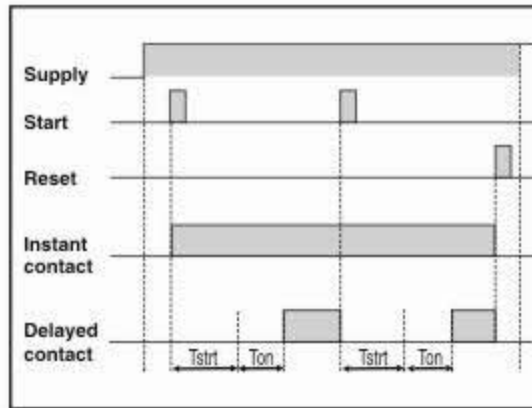 Supply
Start
Reset
Instant
contact
Delayed
contact
Tstrt Ton Tstrt Ton